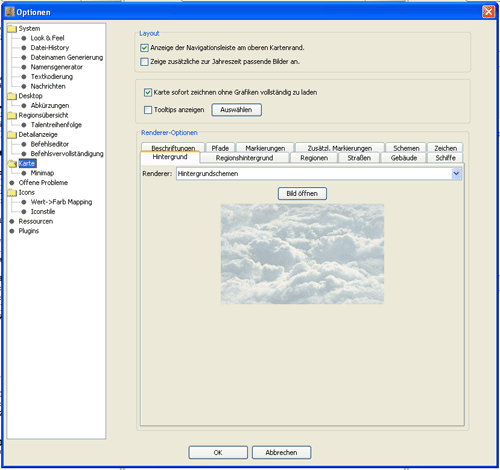 Optionen
System
Look & Feel
Datei-History
Dateinamen Generierung
Namensgenerator
Textkodierung
Nachrichten
Desktop
Abkürzungen
Regionsübersicht
Talentreihenfolge
Detailanzeige
Befehlseditor
Befehlsvervollständigung
Karte
Minimap
Offene Probleme
Icons
Wert->Farb Mapping
Iconstile
Ressourcen
Plugins
Layout
Anzeige der Navigationsleiste am oberen Kartenrand.
Zeige zusätzliche zur Jahreszeit passende Bilder an.
Karte sofort zeichnen ohne Grafiken vollständig zu laden
Tooltips anzeigen Auswählen
Renderer-Optionen
Beschriftungen Pfade Markierungen Zusätzl. Markierungen Schemen Zeichen
Hintergrund Regionshintergrund Regionen Straßen Gebäude Schiffe
Renderer: Hintergrundschemen
Bild öffnen
OK Abbrechen